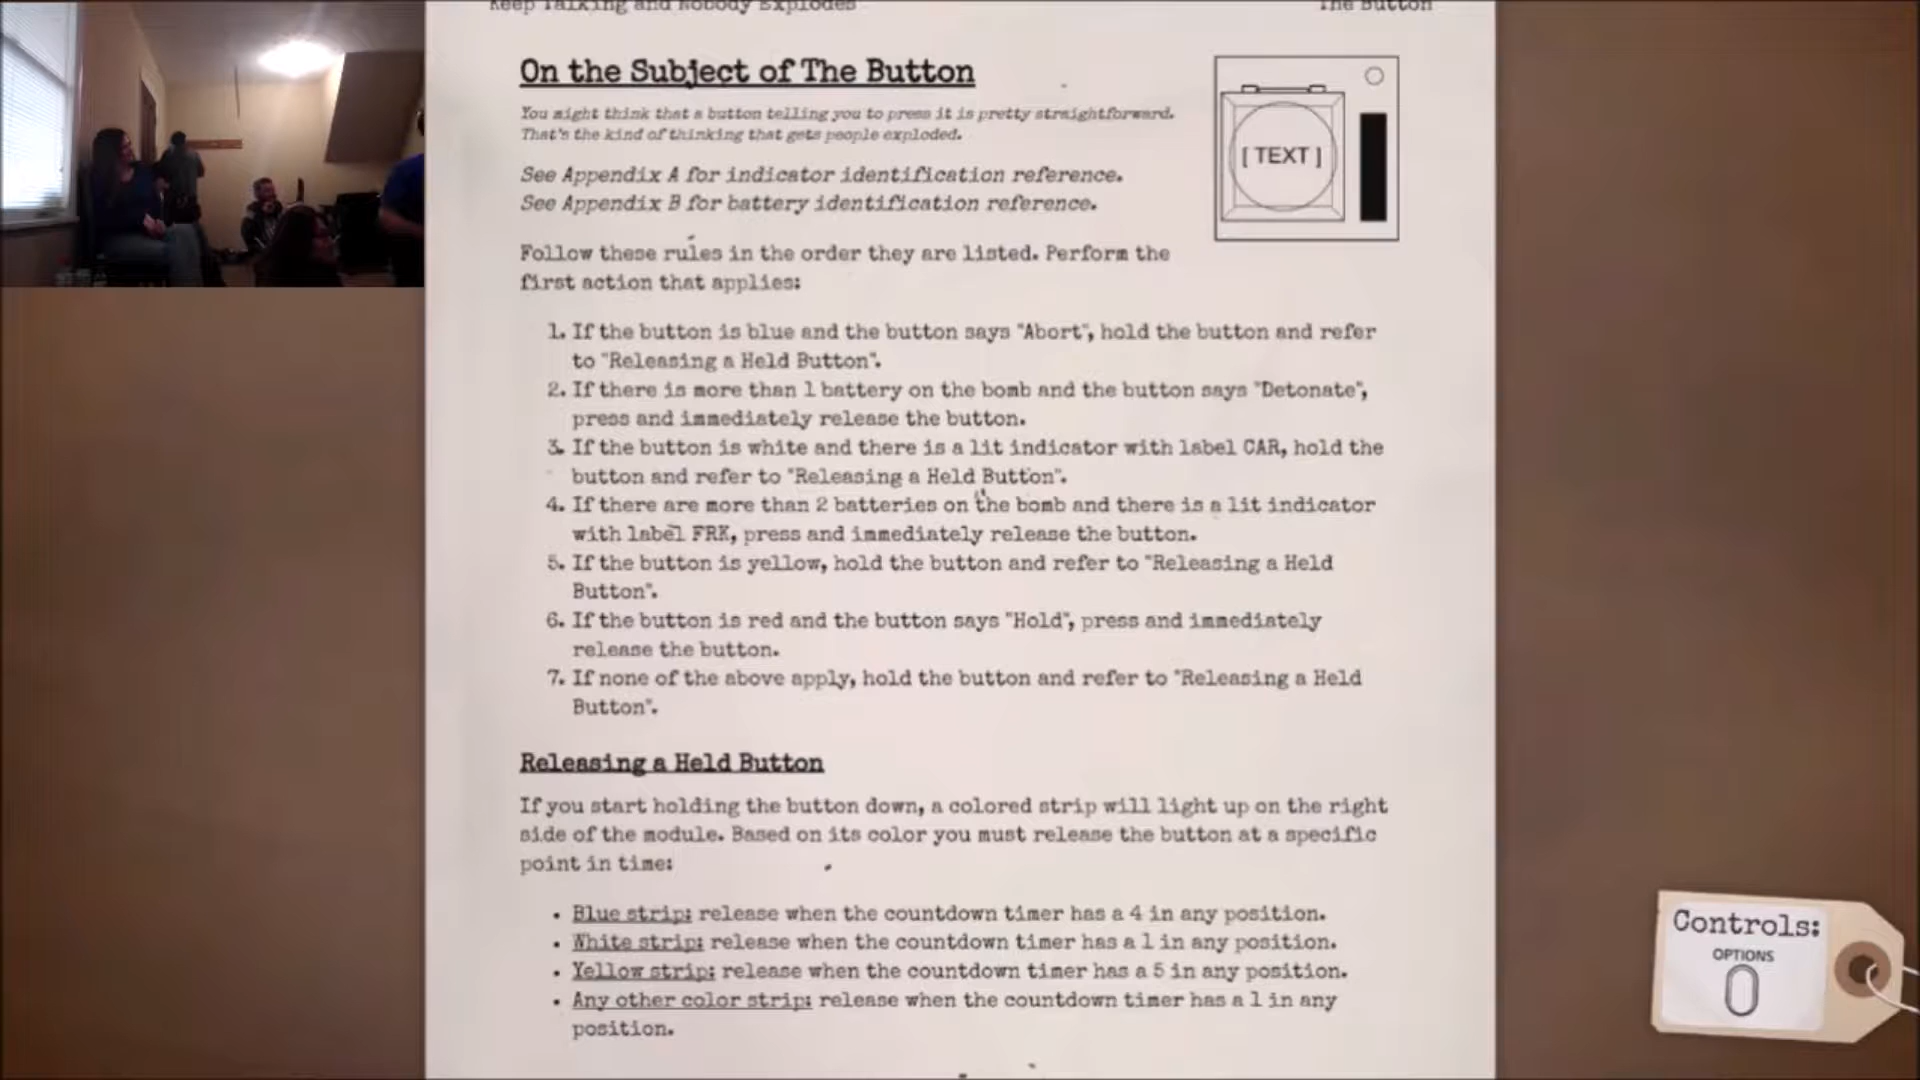 Keep Talking and Nobody Explodes
The Button
On the Subject of The Button
You might think that a button telling you to press it is pretty straightforward.
That's the kind of thinking that gets people exploded.
See Appendix A for indicator identification reference.
See Appendix B for battery identification reference.
[ TEXT ]
Follow these rules in the order they are listed. Perform the
first action that applies:
1. If the button is blue and the button says "Abort", hold the button and refer
to "Releasing a Held Button".
2. If there is more than 1 battery on the bomb and the button says "Detonate",
press and immediately release the button.
3. If the button is white and there is a lit indicator with label CAR, hold the
button and refer to "Releasing a Held Button".
4. If there are more than 2 batteries on the bomb and there is a lit indicator
with label FRK, press and immediately release the button.
5. If the button is yellow, hold the button and refer to "Releasing a Held
Button".
6. If the button is red and the button says "Hold", press and immediately
release the button.
7. If none of the above apply, hold the button and refer to "Releasing a Held
Button".
Releasing a Held Button
If you start holding the button down, a colored strip will light up on the right
side of the module. Based on its color you must release the button at a specific
point in time:
• Blue strip: release when the countdown timer has a 4 in any position.
• White strip: release when the countdown timer has a 1 in any position.
• Yellow strip: release when the countdown timer has a 5 in any position.
• Any other color strip: release when the countdown timer has a 1 in any
position.
Controls:
OPTIONS